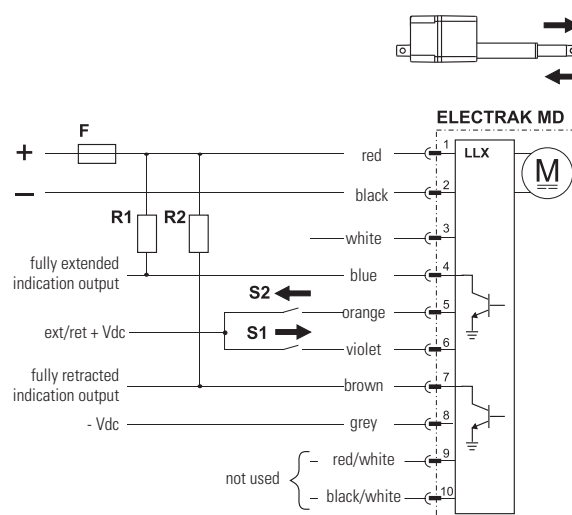 ELECTRAK MD
F
+
−
red
1
LLX
M
black
2
R1
R2
white
3
fully extended
indication output
blue
4
S2
orange
5
ext/ret + Vdc
S1
violet
6
fully retracted
indication output
brown
7
- Vdc
grey
8
not used
red/white
9
black/white
10